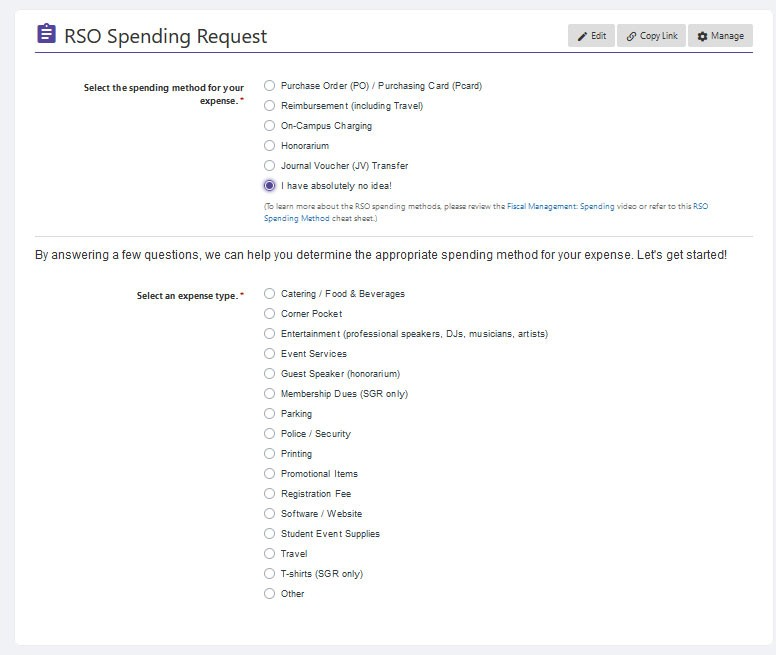 RSO Spending Request
Edit
Copy Link
Manage
Select the spending method for your
expense.*
Purchase Order (PO) / Purchasing Card (Pcard)
Reimbursement (including Travel)
On-Campus Charging
Honorarium
Journal Voucher (JV) Transfer
I have absolutely no idea!
(To learn more about the RSO spending methods, please review the Fiscal Management: Spending video or refer to this RSO
Spending Method cheat sheet.)
By answering a few questions, we can help you determine the appropriate spending method for your expense. Let's get started!
Select an expense type.*
Catering / Food & Beverages
Corner Pocket
Entertainment (professional speakers, DJs, musicians, artists)
Event Services
Guest Speaker (honorarium)
Membership Dues (SGR only)
Parking
Police / Security
Printing
Promotional Items
Registration Fee
Software / Website
Student Event Supplies
Travel
T-shirts (SGR only)
Other